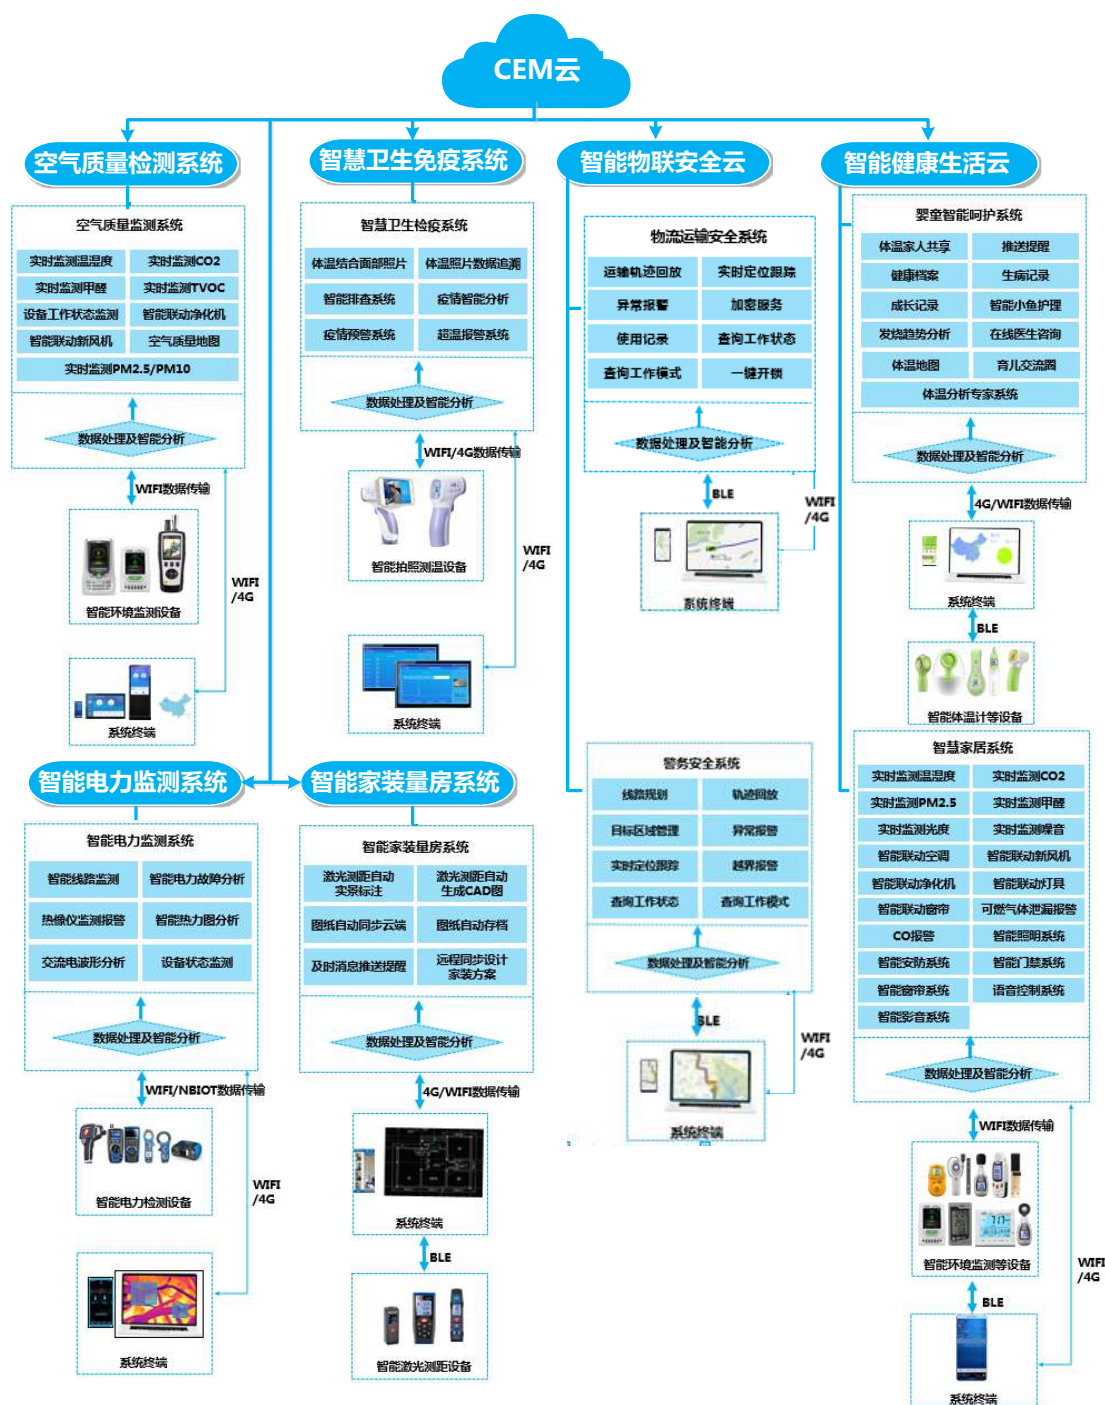 CEM云
空气质量检测系统
智慧卫生免疫系统
智能物联安全云
智能健康生活云
空气质量监测系统
实时监测温湿度
实时监测CO2
实时监测甲醛
实时监测TVOC
设备工作状态监测
智能联动净化机
智能联动新风机
空气质量地图
实时监测PM2.5/PM10
数据处理及智能分析
WIFI数据传输
智能环境监测设备
WIFI
/4G
系统终端
智慧卫生检疫系统
体温结合面部照片
体温照片数据追溯
智能排查系统
疫情智能分析
疫情预警系统
超温报警系统
数据处理及智能分析
WIFI/4G数据传输
智能拍照测温设备
WIFI
/4G
系统终端
物流运输安全系统
运输轨迹回放
实时定位跟踪
异常报警
加密服务
使用记录
查询工作状态
查询工作模式
一键开锁
数据处理及智能分析
BLE
WIFI
/4G
系统终端
婴童智能呵护系统
体温家人共享
推送提醒
健康档案
生病记录
成长记录
智能小鱼护理
发烧趋势分析
在线医生咨询
体温地图
育儿交流圈
体温分析专家系统
数据处理及智能分析
4G/WIFI数据传输
系统终端
BLE
智能体温计等设备
智能电力监测系统
智能家装量房系统
智能电力监测系统
智能线路监测
智能电力故障分析
热像仪监测报警
智能热力图分析
交流电波形分析
设备状态监测
数据处理及智能分析
WIFI/NBIOT数据传输
智能电力检测设备
WIFI
/4G
系统终端
智能家装量房系统
激光测距自动
实景标注
激光测距自动
生成CAD图
图纸自动同步云端
图纸自动存档
及时消息推送提醒
远程同步设计
家装方案
数据处理及智能分析
4G/WIFI数据传输
系统终端
BLE
智能激光测距设备
警务安全系统
线路规划
轨迹回放
目标区域管理
异常报警
实时定位跟踪
越界报警
查询工作状态
查询工作模式
数据处理及智能分析
BLE
WIFI
/4G
系统终端
智慧家居系统
实时监测温湿度
实时监测CO2
实时监测PM2.5
实时监测甲醛
实时监测光度
实时监测噪音
智能联动空调
智能联动新风机
智能联动净化机
智能联动灯具
智能联动窗帘
可燃气体泄漏报警
CO报警
智能照明系统
智能安防系统
智能门禁系统
智能窗帘系统
语音控制系统
智能影音系统
数据处理及智能分析
WIFI数据传输
智能环境监测等设备
WIFI
/4G
BLE
系统终端